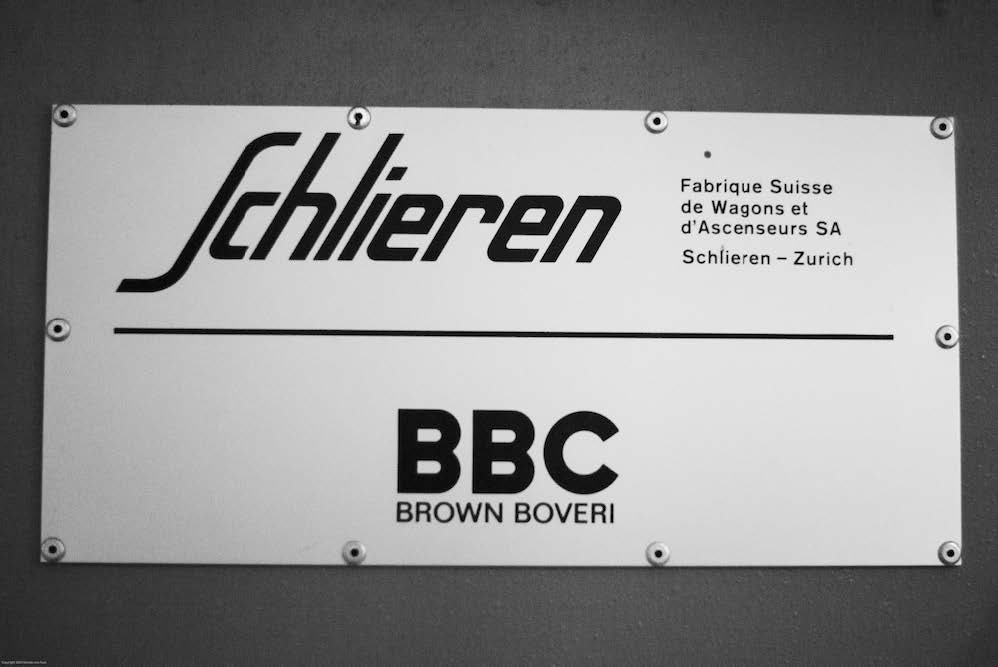 Schlieren
Fabrique Suisse
de Wagons et
d'Ascenseurs SA
Schlieren – Zurich
BBC
BROWN BOVERI